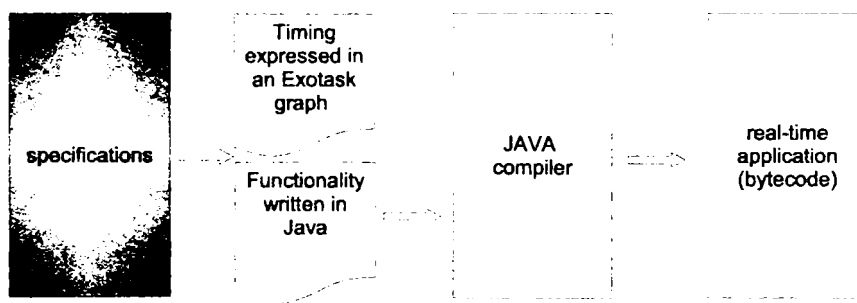 specifications
Timing
expressed in
an Exotask
graph
Functionality
written in
Java
JAVA
compiler
real-time
application
(bytecode)